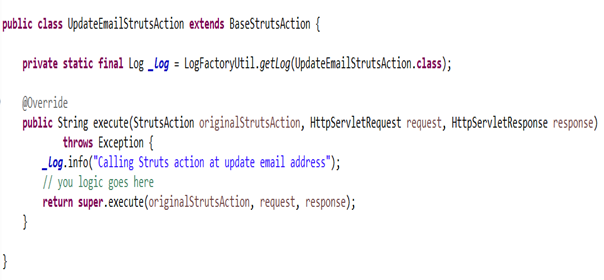 public class UpdateEmailStrutsAction extends BaseStrutsAction {
private static final Log _log = LogFactoryUtil.getLog(UpdateEmailStrutsAction.class);
@Override
public String execute(StrutsAction originalStrutsAction, HttpServletRequest request, HttpServletResponse response)
throws Exception {
_log.info("Calling Struts action at update email address");
// you logic goes here
return super.execute(originalStrutsAction, request, response);
}
}